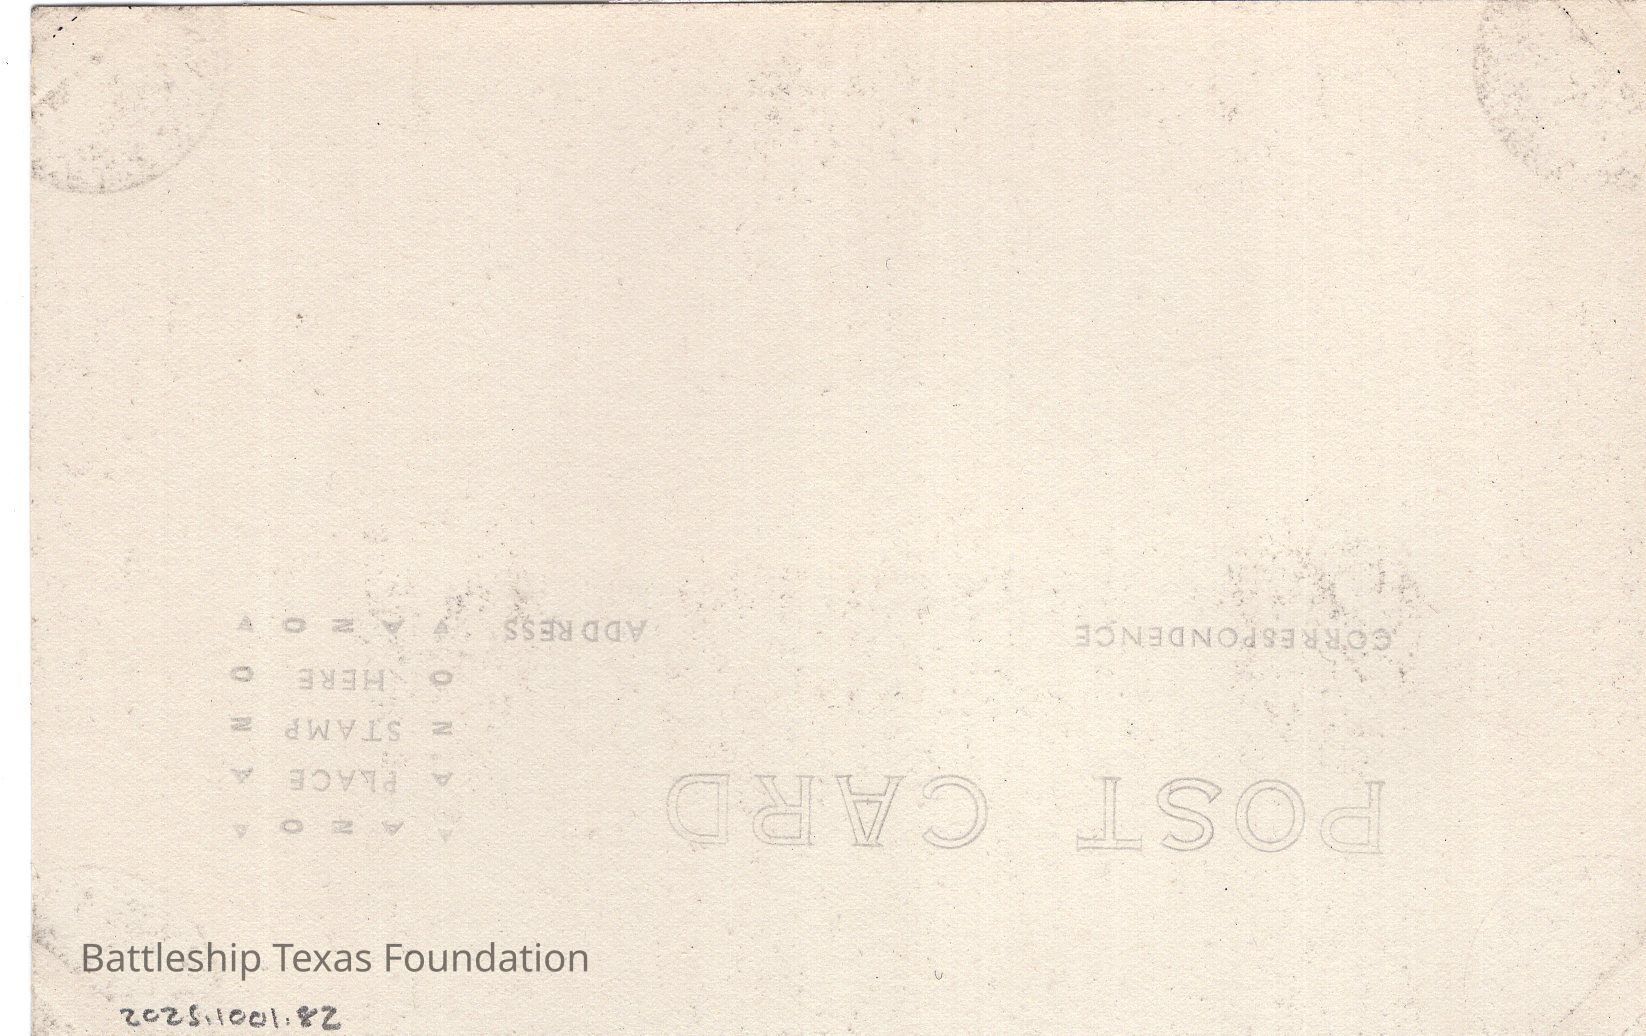 POST CARD
CORRESPONDENCE
ADDRESS
▲ A Z O ▲
A PLACE A
Z STAMP Z
O HERE O
▲ A Z O ▲
Battleship Texas Foundation
2025.1001.82